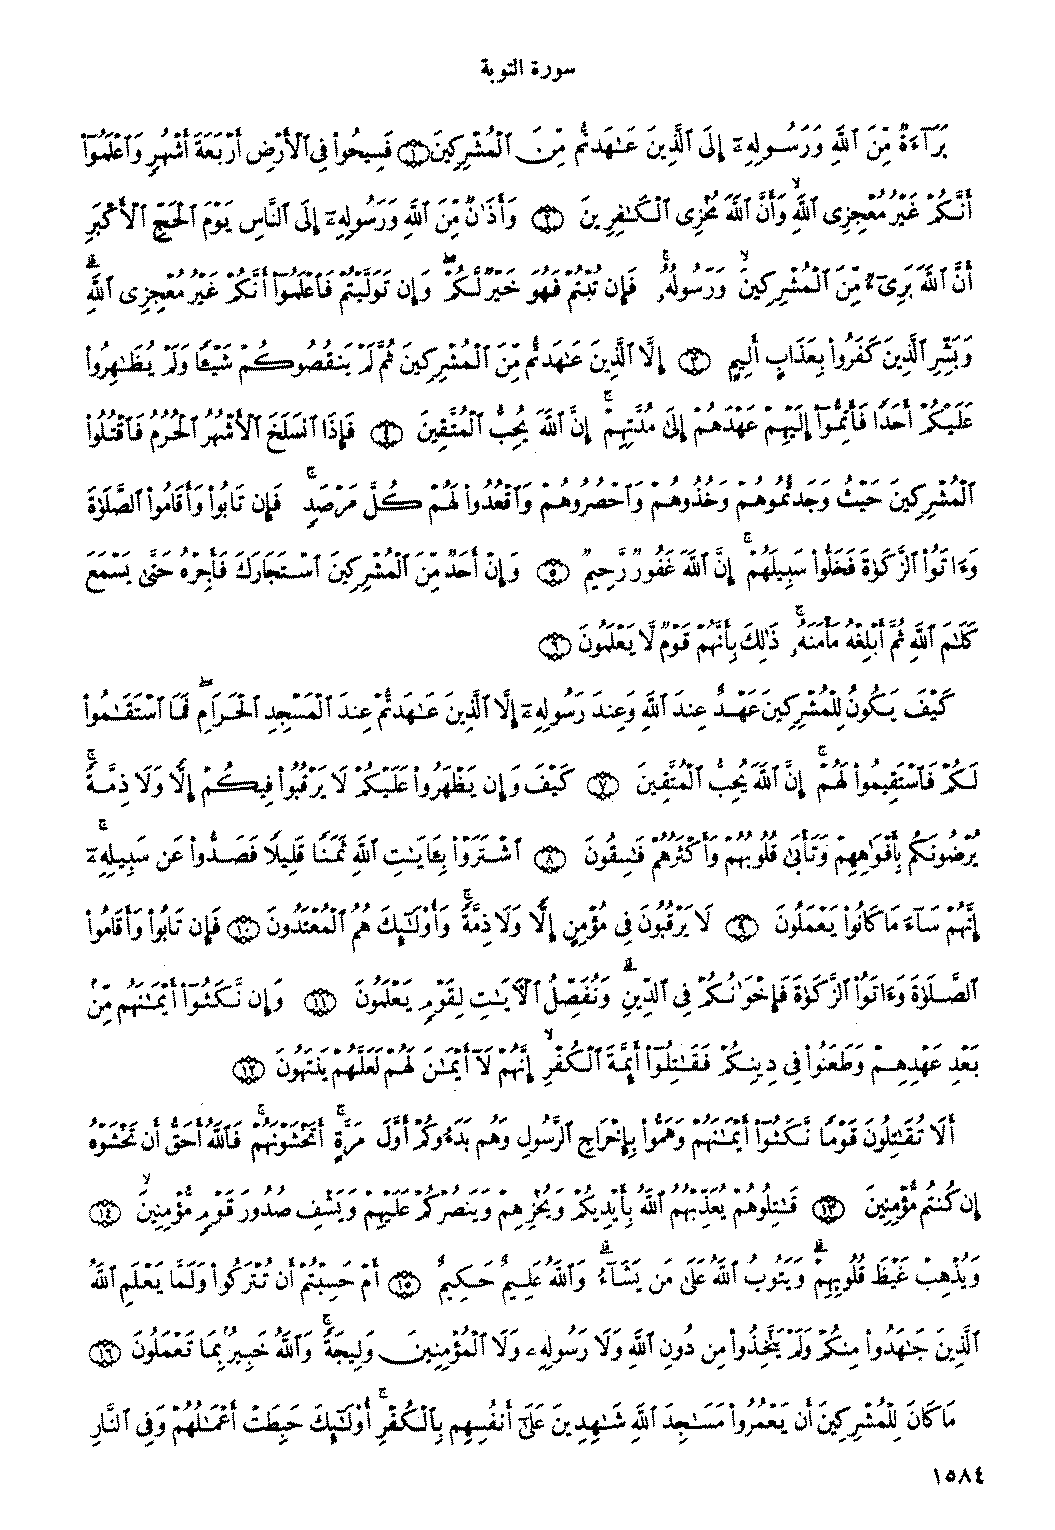 سورة التوبة
بَرَآءَةٌ مِّنَ ٱللَّهِ وَرَسُولِهِۦٓ إِلَى ٱلَّذِينَ عَـٰهَدتُّم مِّنَ ٱلْمُشْرِكِينَ ۝١ فَسِيحُوا۟ فِى ٱلْأَرْضِ أَرْبَعَةَ أَشْهُرٍ وَٱعْلَمُوٓا۟
أَنَّكُمْ غَيْرُ مُعْجِزِى ٱللَّهِ ۙ وَأَنَّ ٱللَّهَ مُخْزِى ٱلْكَـٰفِرِينَ ۝٢ وَأَذَٰنٌ مِّنَ ٱللَّهِ وَرَسُولِهِۦٓ إِلَى ٱلنَّاسِ يَوْمَ ٱلْحَجِّ ٱلْأَكْبَرِ
أَنَّ ٱللَّهَ بَرِىٓءٌ مِّنَ ٱلْمُشْرِكِينَ ۙ وَرَسُولُهُۥ ۚ فَإِن تُبْتُمْ فَهُوَ خَيْرٌ لَّكُمْ ۖ وَإِن تَوَلَّيْتُمْ فَٱعْلَمُوٓا۟ أَنَّكُمْ غَيْرُ مُعْجِزِى ٱللَّهِ ۗ
وَبَشِّرِ ٱلَّذِينَ كَفَرُوا۟ بِعَذَابٍ أَلِيمٍ ۝٣ إِلَّا ٱلَّذِينَ عَـٰهَدتُّم مِّنَ ٱلْمُشْرِكِينَ ثُمَّ لَمْ يَنقُصُوكُمْ شَيْـًٔا وَلَمْ يُظَـٰهِرُوا۟
عَلَيْكُمْ أَحَدًا فَأَتِمُّوٓا۟ إِلَيْهِمْ عَهْدَهُمْ إِلَىٰ مُدَّتِهِمْ ۚ إِنَّ ٱللَّهَ يُحِبُّ ٱلْمُتَّقِينَ ۝٤ فَإِذَا ٱنسَلَخَ ٱلْأَشْهُرُ ٱلْحُرُمُ فَٱقْتُلُوا۟
ٱلْمُشْرِكِينَ حَيْثُ وَجَدتُّمُوهُمْ وَخُذُوهُمْ وَٱحْصُرُوهُمْ وَٱقْعُدُوا۟ لَهُمْ كُلَّ مَرْصَدٍ ۚ فَإِن تَابُوا۟ وَأَقَامُوا۟ ٱلصَّلَوٰةَ
وَءَاتَوُا۟ ٱلزَّكَوٰةَ فَخَلُّوا۟ سَبِيلَهُمْ ۚ إِنَّ ٱللَّهَ غَفُورٌ رَّحِيمٌ ۝٥ وَإِنْ أَحَدٌ مِّنَ ٱلْمُشْرِكِينَ ٱسْتَجَارَكَ فَأَجِرْهُ حَتَّىٰ يَسْمَعَ
كَلَـٰمَ ٱللَّهِ ثُمَّ أَبْلِغْهُ مَأْمَنَهُۥ ۚ ذَٰلِكَ بِأَنَّهُمْ قَوْمٌ لَّا يَعْلَمُونَ ۝٦
كَيْفَ يَكُونُ لِلْمُشْرِكِينَ عَهْدٌ عِندَ ٱللَّهِ وَعِندَ رَسُولِهِۦٓ إِلَّا ٱلَّذِينَ عَـٰهَدتُّمْ عِندَ ٱلْمَسْجِدِ ٱلْحَرَامِ ۖ فَمَا ٱسْتَقَـٰمُوا۟
لَكُمْ فَٱسْتَقِيمُوا۟ لَهُمْ ۚ إِنَّ ٱللَّهَ يُحِبُّ ٱلْمُتَّقِينَ ۝٧ كَيْفَ وَإِن يَظْهَرُوا۟ عَلَيْكُمْ لَا يَرْقُبُوا۟ فِيكُمْ إِلًّا وَلَا ذِمَّةً ۚ
يُرْضُونَكُم بِأَفْوَٰهِهِمْ وَتَأْبَىٰ قُلُوبُهُمْ وَأَكْثَرُهُمْ فَـٰسِقُونَ ۝٨ ٱشْتَرَوْا۟ بِـَٔايَـٰتِ ٱللَّهِ ثَمَنًا قَلِيلًا فَصَدُّوا۟ عَن سَبِيلِهِۦٓ ۚ
إِنَّهُمْ سَآءَ مَا كَانُوا۟ يَعْمَلُونَ ۝٩ لَا يَرْقُبُونَ فِى مُؤْمِنٍ إِلًّا وَلَا ذِمَّةً ۚ وَأُو۟لَـٰٓئِكَ هُمُ ٱلْمُعْتَدُونَ ۝١٠ فَإِن تَابُوا۟ وَأَقَامُوا۟
ٱلصَّلَوٰةَ وَءَاتَوُا۟ ٱلزَّكَوٰةَ فَإِخْوَٰنُكُمْ فِى ٱلدِّينِ ۗ وَنُفَصِّلُ ٱلْـَٔايَـٰتِ لِقَوْمٍ يَعْلَمُونَ ۝١١ وَإِن نَّكَثُوٓا۟ أَيْمَـٰنَهُم مِّنۢ
بَعْدِ عَهْدِهِمْ وَطَعَنُوا۟ فِى دِينِكُمْ فَقَـٰتِلُوٓا۟ أَئِمَّةَ ٱلْكُفْرِ ۙ إِنَّهُمْ لَآ أَيْمَـٰنَ لَهُمْ لَعَلَّهُمْ يَنتَهُونَ ۝١٢
أَلَا تُقَـٰتِلُونَ قَوْمًا نَّكَثُوٓا۟ أَيْمَـٰنَهُمْ وَهَمُّوا۟ بِإِخْرَاجِ ٱلرَّسُولِ وَهُم بَدَءُوكُمْ أَوَّلَ مَرَّةٍ ۚ أَتَخْشَوْنَهُمْ ۚ فَٱللَّهُ أَحَقُّ أَن تَخْشَوْهُ
إِن كُنتُم مُّؤْمِنِينَ ۝١٣ قَـٰتِلُوهُمْ يُعَذِّبْهُمُ ٱللَّهُ بِأَيْدِيكُمْ وَيُخْزِهِمْ وَيَنصُرْكُمْ عَلَيْهِمْ وَيَشْفِ صُدُورَ قَوْمٍ مُّؤْمِنِينَ ۙ ۝١٤
وَيُذْهِبْ غَيْظَ قُلُوبِهِمْ ۗ وَيَتُوبُ ٱللَّهُ عَلَىٰ مَن يَشَآءُ ۗ وَٱللَّهُ عَلِيمٌ حَكِيمٌ ۝١٥ أَمْ حَسِبْتُمْ أَن تُتْرَكُوا۟ وَلَمَّا يَعْلَمِ ٱللَّهُ
ٱلَّذِينَ جَـٰهَدُوا۟ مِنكُمْ وَلَمْ يَتَّخِذُوا۟ مِن دُونِ ٱللَّهِ وَلَا رَسُولِهِۦ وَلَا ٱلْمُؤْمِنِينَ وَلِيجَةً ۚ وَٱللَّهُ خَبِيرٌۢ بِمَا تَعْمَلُونَ ۝١٦
مَا كَانَ لِلْمُشْرِكِينَ أَن يَعْمُرُوا۟ مَسَـٰجِدَ ٱللَّهِ شَـٰهِدِينَ عَلَىٰٓ أَنفُسِهِم بِٱلْكُفْرِ ۚ أُو۟لَـٰٓئِكَ حَبِطَتْ أَعْمَـٰلُهُمْ وَفِى ٱلنَّارِ
١٥٨٤